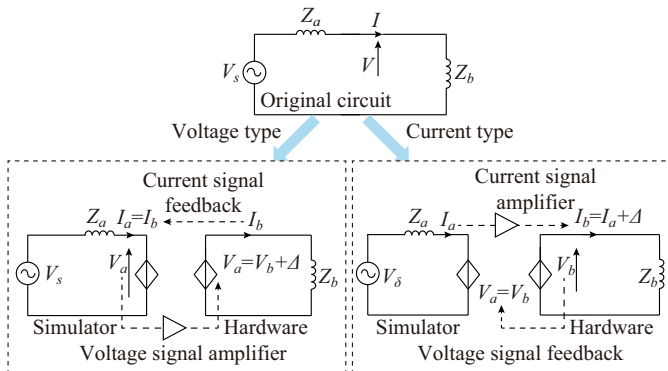 Z_a
I
V_s
V
Z_b
Original circuit
Voltage type
Current type
Current signal
feedback
Z_a
I_a=I_b
I_b
V_s
V_a
V_a=V_b+Δ
Z_b
Simulator
Hardware
Voltage signal amplifier
Current signal
amplifier
Z_a
I_a
I_b=I_a+Δ
V_δ
V_a=V_b
V_b
Z_b
Simulator
Hardware
Voltage signal feedback